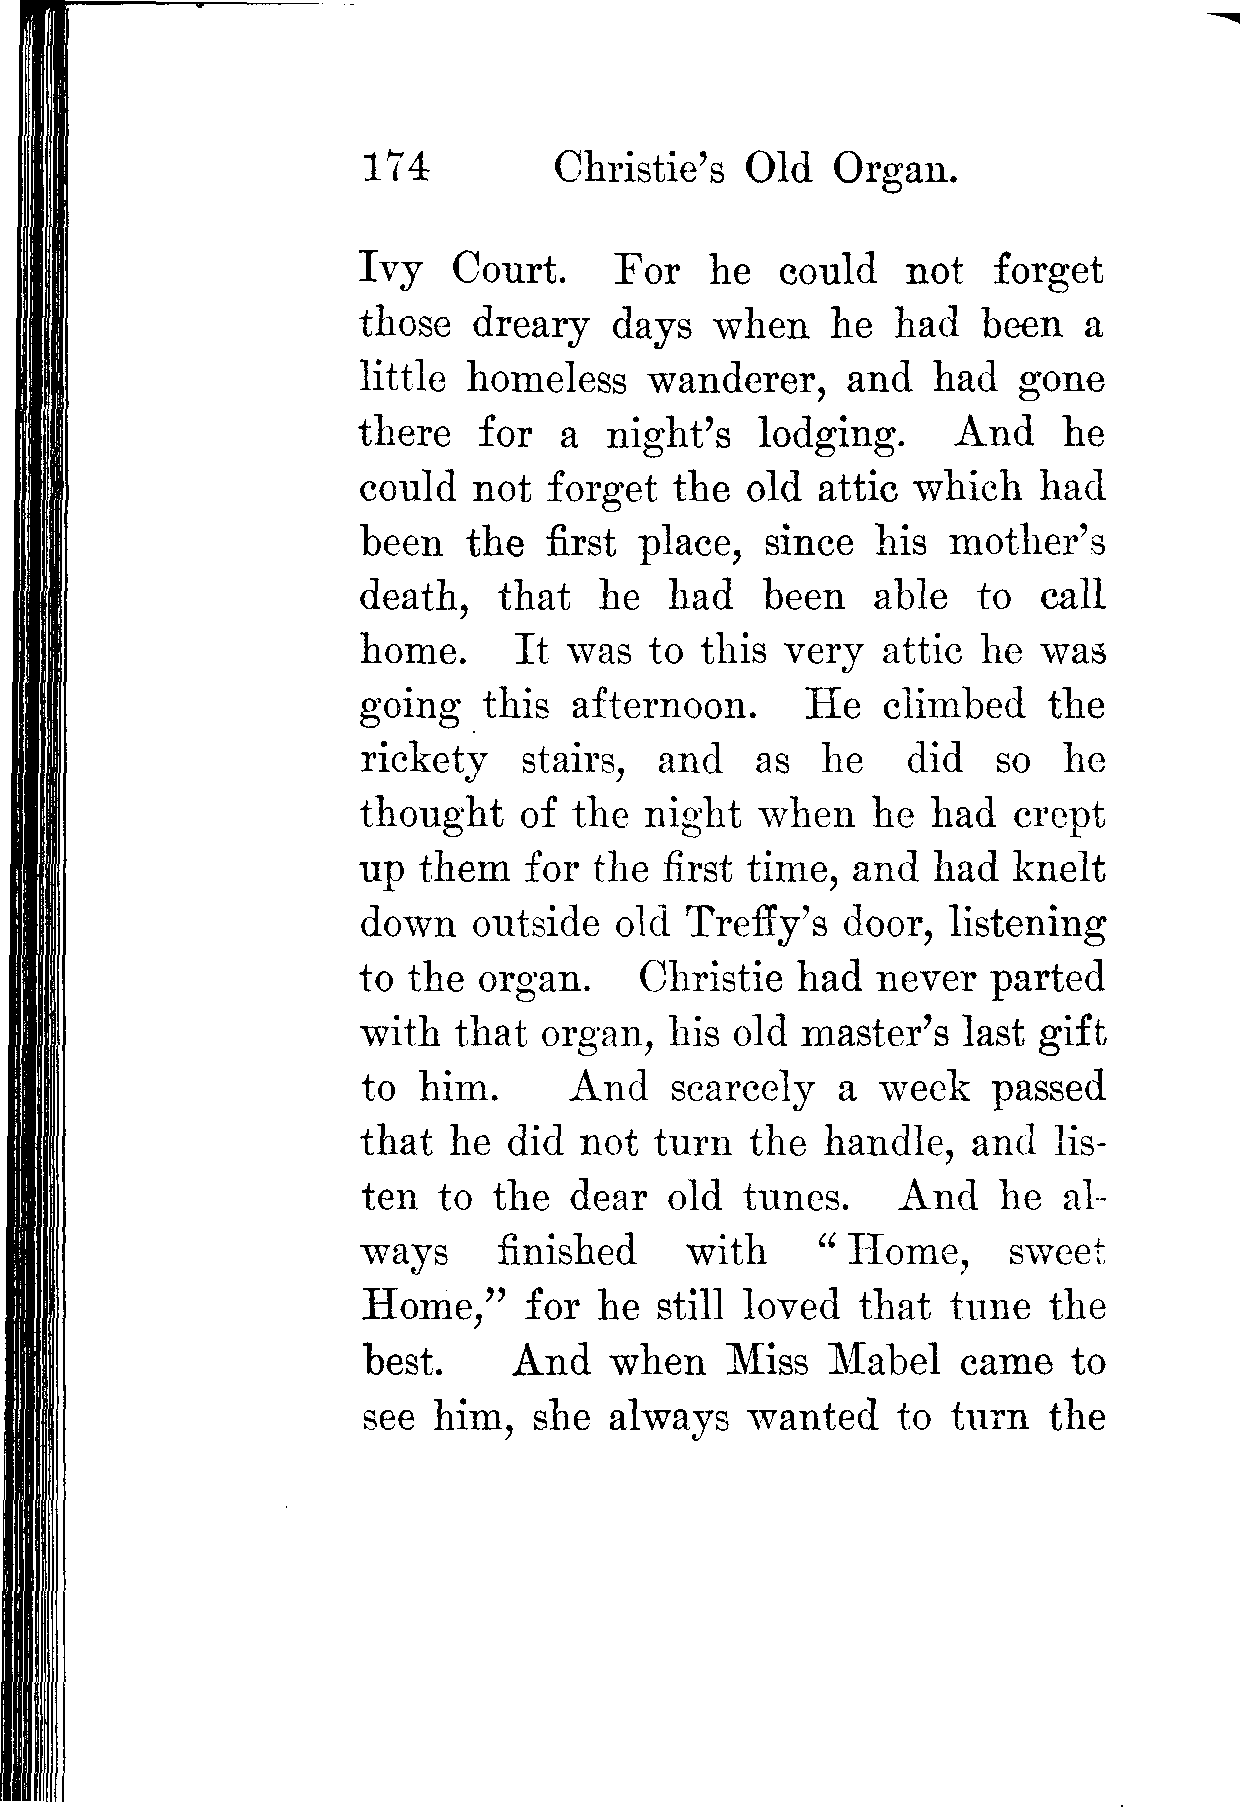 174 Christie's Old Organ.
Ivy Court. For he could not forget
those dreary days when he had been a
little homeless wanderer, and had gone
there for a night's lodging. And he
could not forget the old attic which had
been the first place, since his mother's
death, that he had been able to call
home. It was to this very attic he was
going this afternoon. He climbed the
rickety stairs, and as he did so he
thought of the night when he had crept
up them for the first time, and had knelt
down outside old Treffy's door, listening
to the organ. Christie had never parted
with that organ, his old master's last gift
to him. And scarcely a week passed
that he did not turn the handle, and lis-
ten to the dear old tunes. And he al-
ways finished with “Home, sweet
Home,” for he still loved that tune the
best. And when Miss Mabel came to
see him, she always wanted to turn the